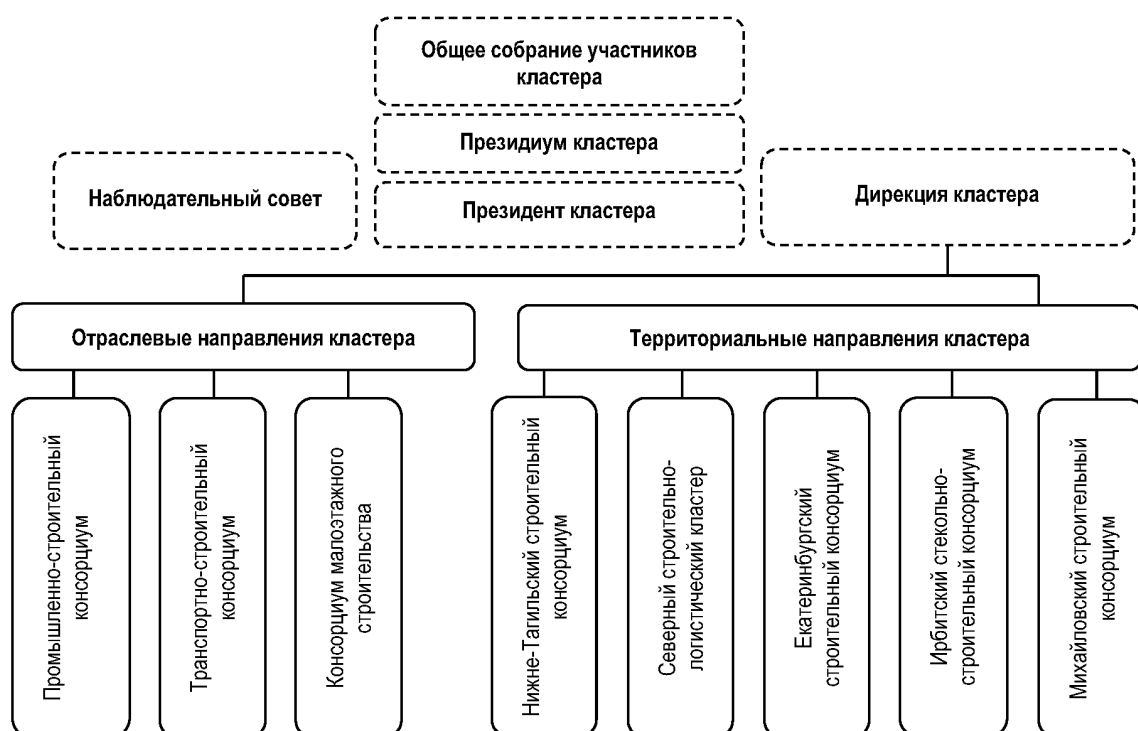 Общее собрание участников
кластера
Президиум кластера
Наблюдательный совет
Президент кластера
Дирекция кластера
Отраслевые направления кластера
Территориальные направления кластера
Промышленно-строительный
консорциум
Транспортно-строительный
консорциум
Консорциум малоэтажного
строительства
Нижне-Тагильский строительный
консорциум
Северный строительно-
логистический кластер
Екатеринбургский
строительный консорциум
Ирбитский стекольно-
строительный консорциум
Михайловский строительный
консорциум